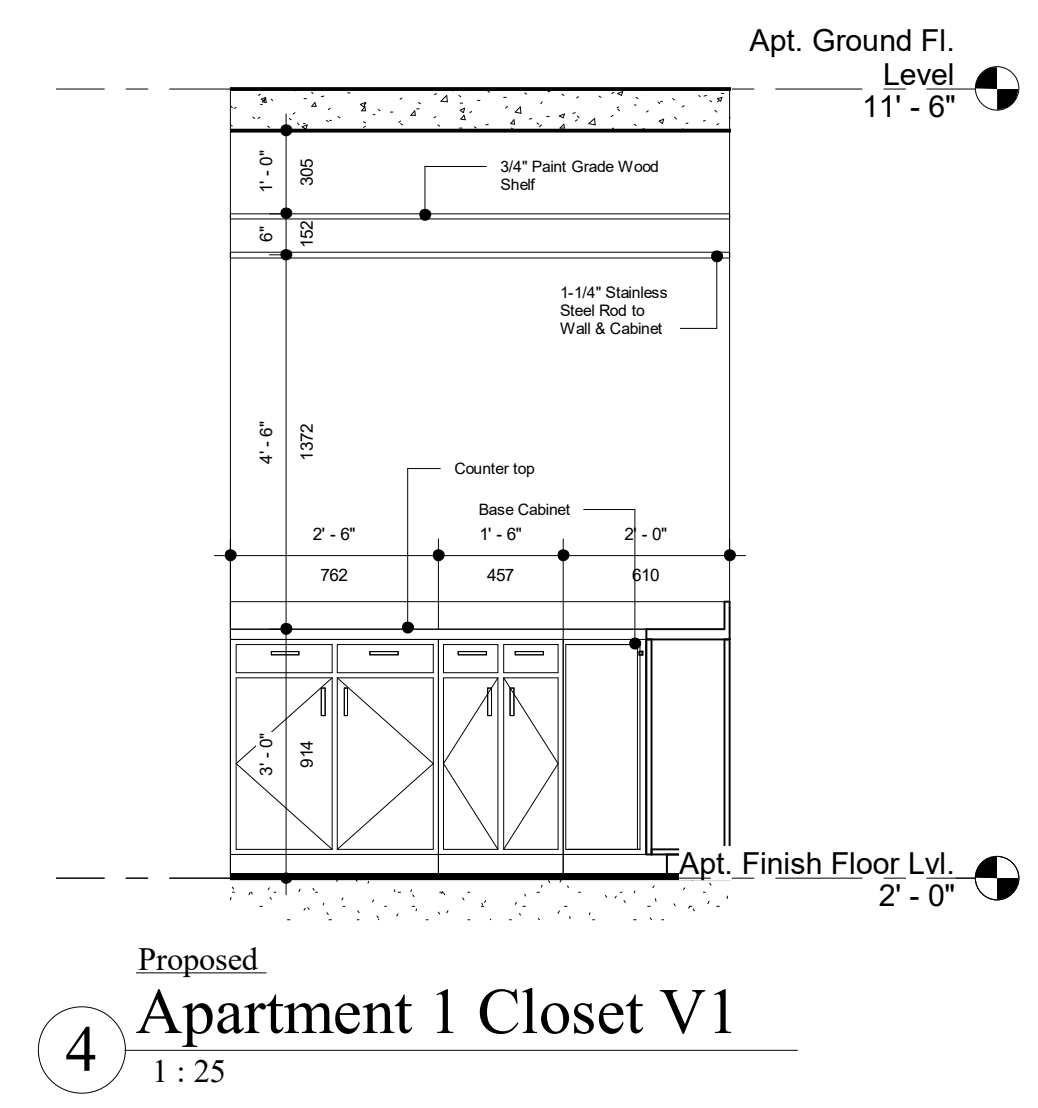 Apt. Ground Fl.
Level
11' - 6"
1' - 0"
305
3/4" Paint Grade Wood
Shelf
6"
152
1-1/4" Stainless
Steel Rod to
Wall & Cabinet
4' - 6"
1372
Counter top
Base Cabinet
2' - 6"
1' - 6"
2' - 0"
762
457
610
3' - 0"
914
Apt. Finish Floor Lvl.
2' - 0"
Proposed
Apartment 1 Closet V1
4
1 : 25